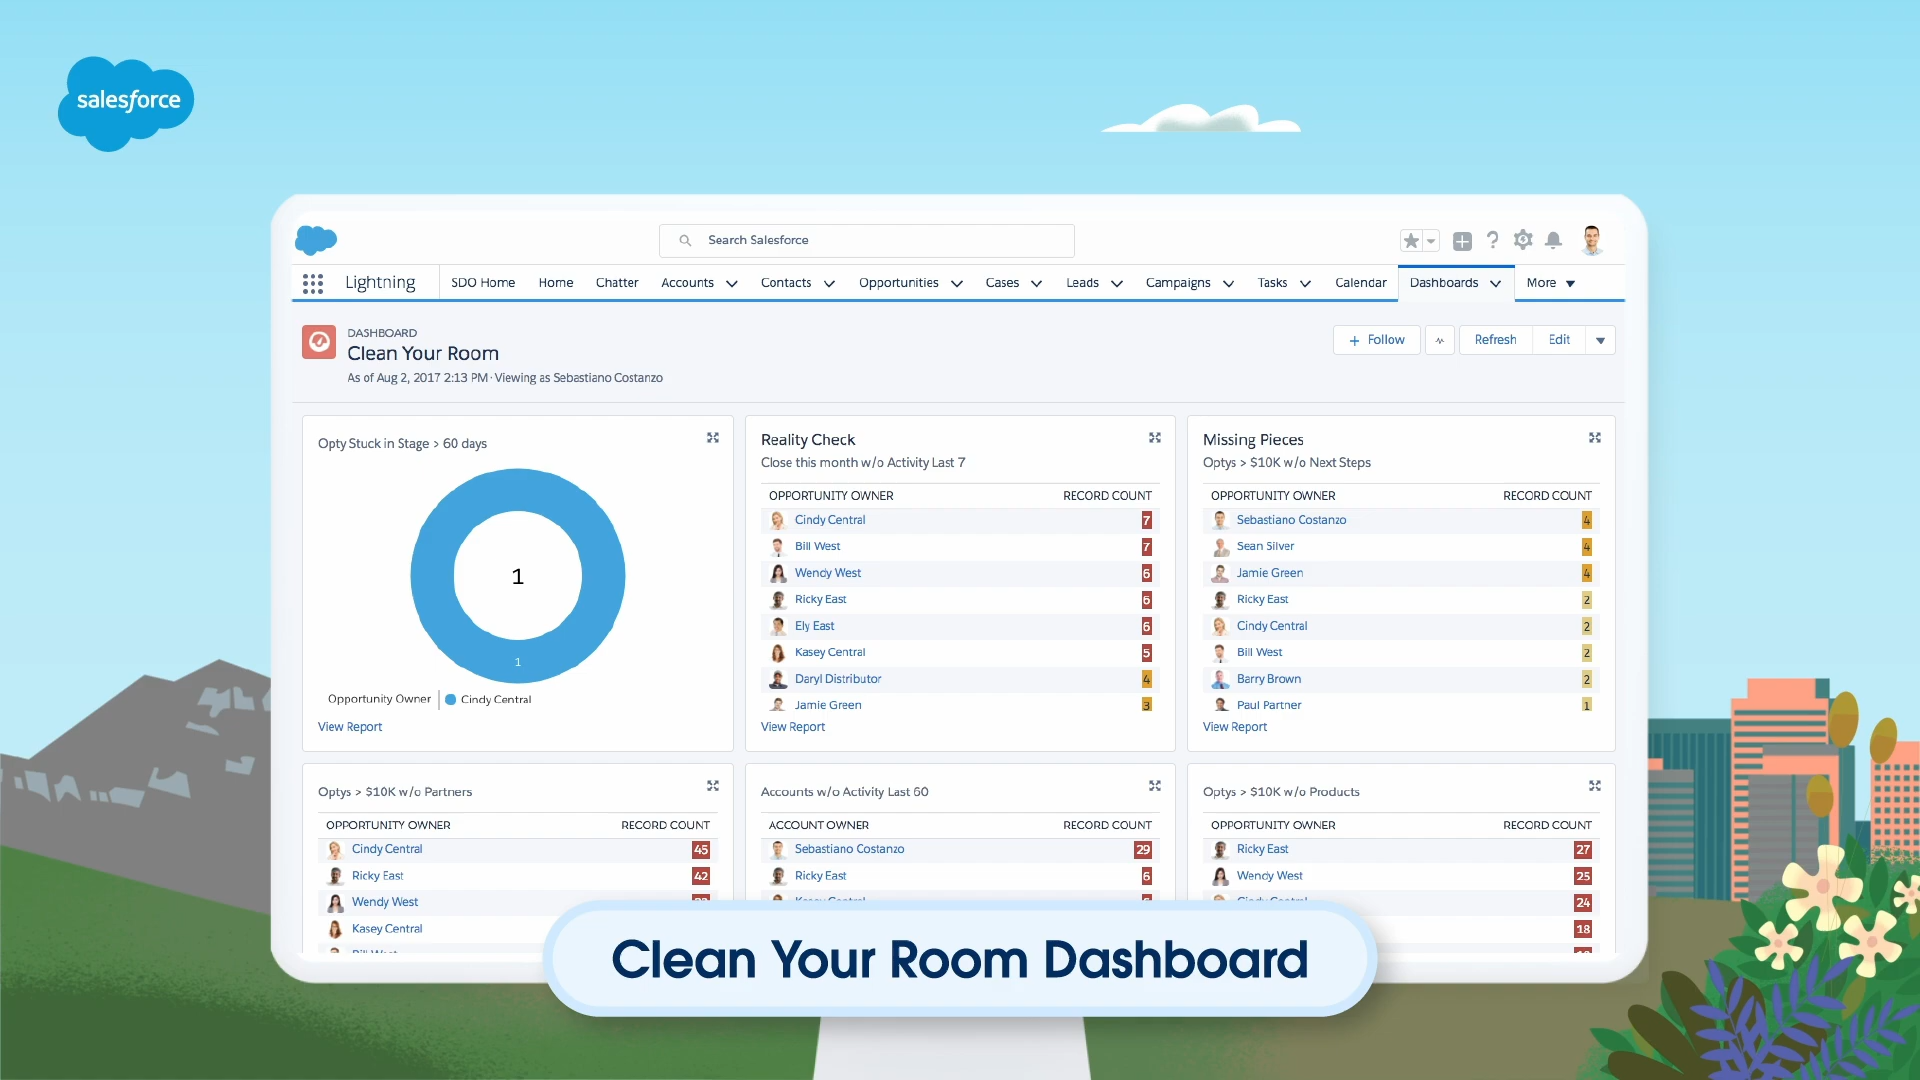 salesforce
Search Salesforce
Lightning
SDO Home
Home
Chatter
Accounts
Contacts
Opportunities
Cases
Leads
Campaigns
Tasks
Calendar
Dashboards
More
DASHBOARD
Clean Your Room
As of Aug 2, 2017 2:13 PM·Viewing as Sebastiano Costanzo
+ Follow
Refresh
Edit
Opty Stuck in Stage > 60 days
1
1
Opportunity Owner
Cindy Central
View Report
Reality Check
Close this month w/o Activity Last 7
OPPORTUNITY OWNER RECORD COUNT
Cindy Central 7
Bill West 7
Wendy West 6
Ricky East 6
Ely East 6
Kasey Central 5
Daryl Distributor 4
Jamie Green 3
View Report
Missing Pieces
Optys > $10K w/o Next Steps
OPPORTUNITY OWNER RECORD COUNT
Sebastiano Costanzo 4
Sean Silver 4
Jamie Green 4
Ricky East 2
Cindy Central 2
Bill West 2
Barry Brown 2
Paul Partner 1
View Report
Optys > $10K w/o Partners
OPPORTUNITY OWNER RECORD COUNT
Cindy Central 45
Ricky East 42
Wendy West
Kasey Central
Accounts w/o Activity Last 60
ACCOUNT OWNER RECORD COUNT
Sebastiano Costanzo 29
Ricky East 6
Optys > $10K w/o Products
OPPORTUNITY OWNER RECORD COUNT
Ricky East 27
Wendy West 25
24
18
Clean Your Room Dashboard